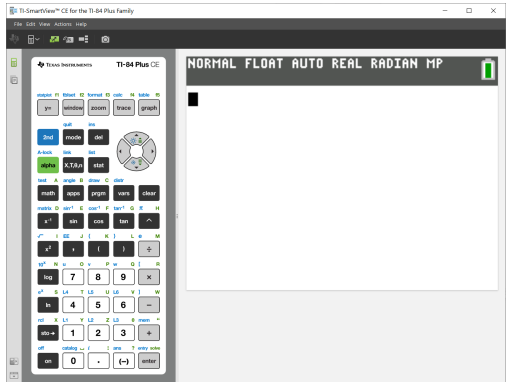 TI-SmartView™ CE for the TI-84 Plus Family
File Edit View Actions Help
NORMAL FLOAT AUTO REAL RADIAN MP
TEXAS INSTRUMENTS TI-84 Plus CE
statplot f1 tblset f2 format f3 calc f4 table f5
y= window zoom trace graph
quit ins
2nd mode del
A-lock link list
alpha X,T,θ,n stat
test A angle B draw C distr
math apps prgm vars clear
matrix D sin⁻¹ E cos⁻¹ F tan⁻¹ G π H
x⁻¹ sin cos tan ^
√ I EE J { K } L e M
x² , ( ) ÷
10ˣ N u O v P w Q [ R
log 7 8 9 ×
eˣ S L4 T L5 U L6 V ] W
ln 4 5 6 −
rcl X L1 Y L2 Z L3 θ mem "
sto→ 1 2 3 +
off catalog i : ans ? entry solve
on 0 . (−) enter